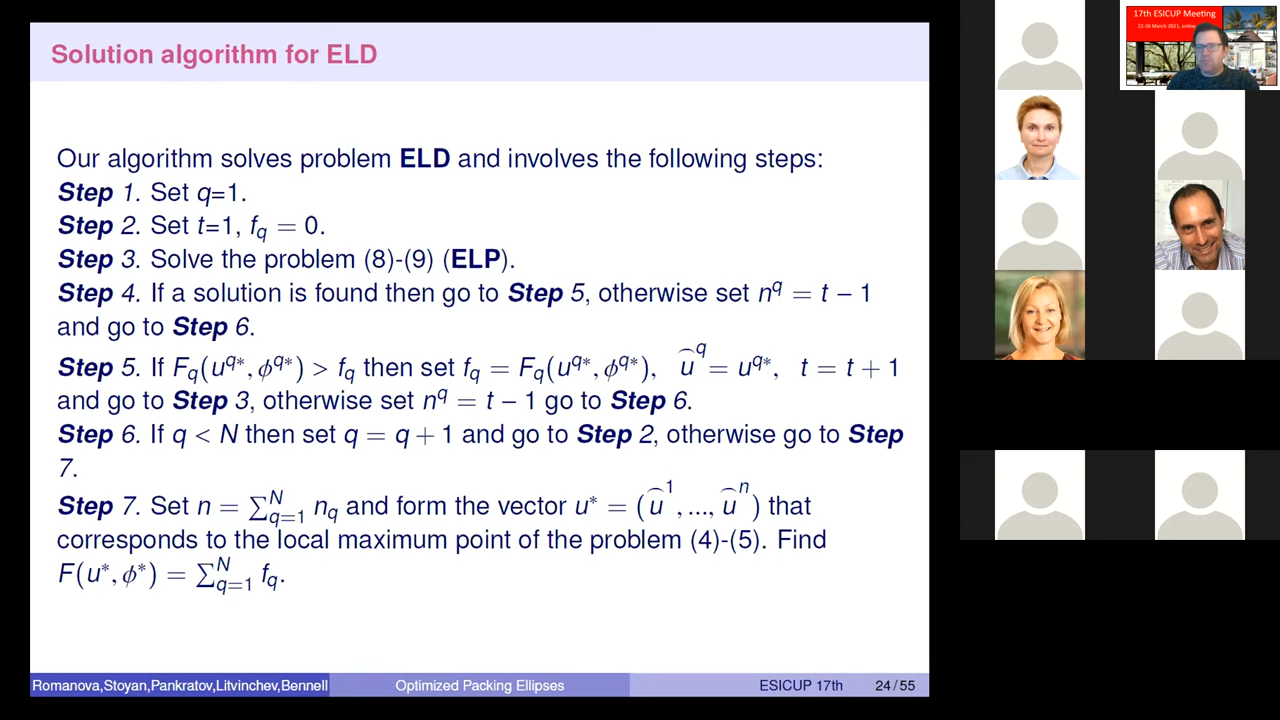 Solution algorithm for ELD
Our algorithm solves problem ELD and involves the following steps:
Step 1. Set q=1.
Step 2. Set t=1, f_q = 0.
Step 3. Solve the problem (8)-(9) (ELP).
Step 4. If a solution is found then go to Step 5, otherwise set n^q = t − 1
and go to Step 6.
Step 5. If F_q(u^{q*}, ϕ^{q*}) > f_q then set f_q = F_q(u^{q*}, ϕ^{q*}), u⌢^q = u^{q*}, t = t + 1
and go to Step 3, otherwise set n^q = t − 1 go to Step 6.
Step 6. If q < N then set q = q + 1 and go to Step 2, otherwise go to Step
7.
Step 7. Set n = ∑_{q=1}^N n_q and form the vector u* = (u⌢^1, ..., u⌢^n) that
corresponds to the local maximum point of the problem (4)-(5). Find
F(u*, ϕ*) = ∑_{q=1}^N f_q.
Romanova,Stoyan,Pankratov,Litvinchev,Bennell
Optimized Packing Ellipses
ESICUP 17th
24/55
17th ESICUP Meeting
22-26 March 2021, online